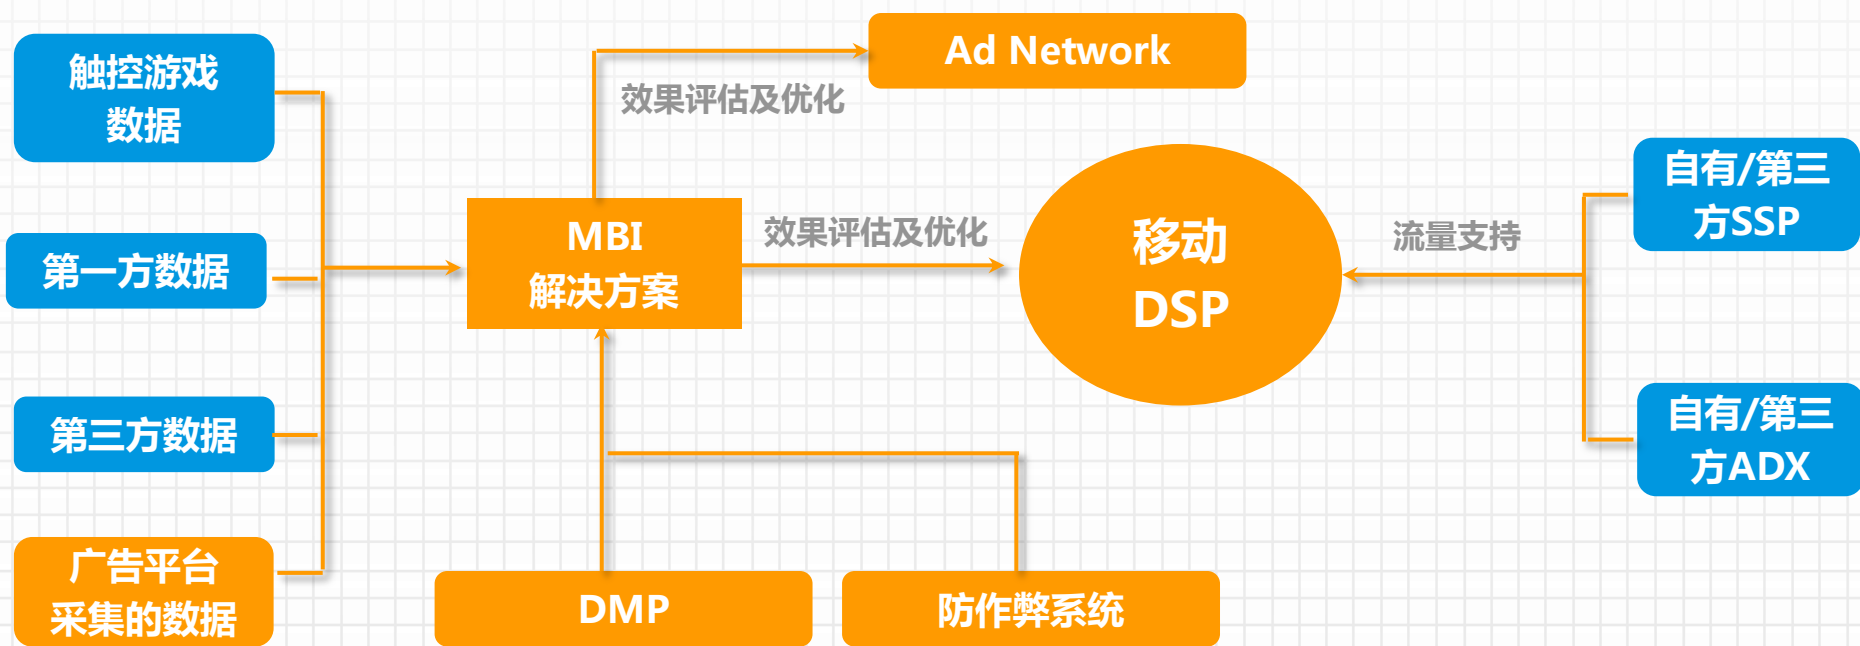 触控游戏
数据
第一方数据
第三方数据
广告平台
采集的数据
Ad Network
效果评估及优化
MBI
解决方案
效果评估及优化
移动
DSP
流量支持
自有/第三
方SSP
自有/第三
方ADX
DMP
防作弊系统